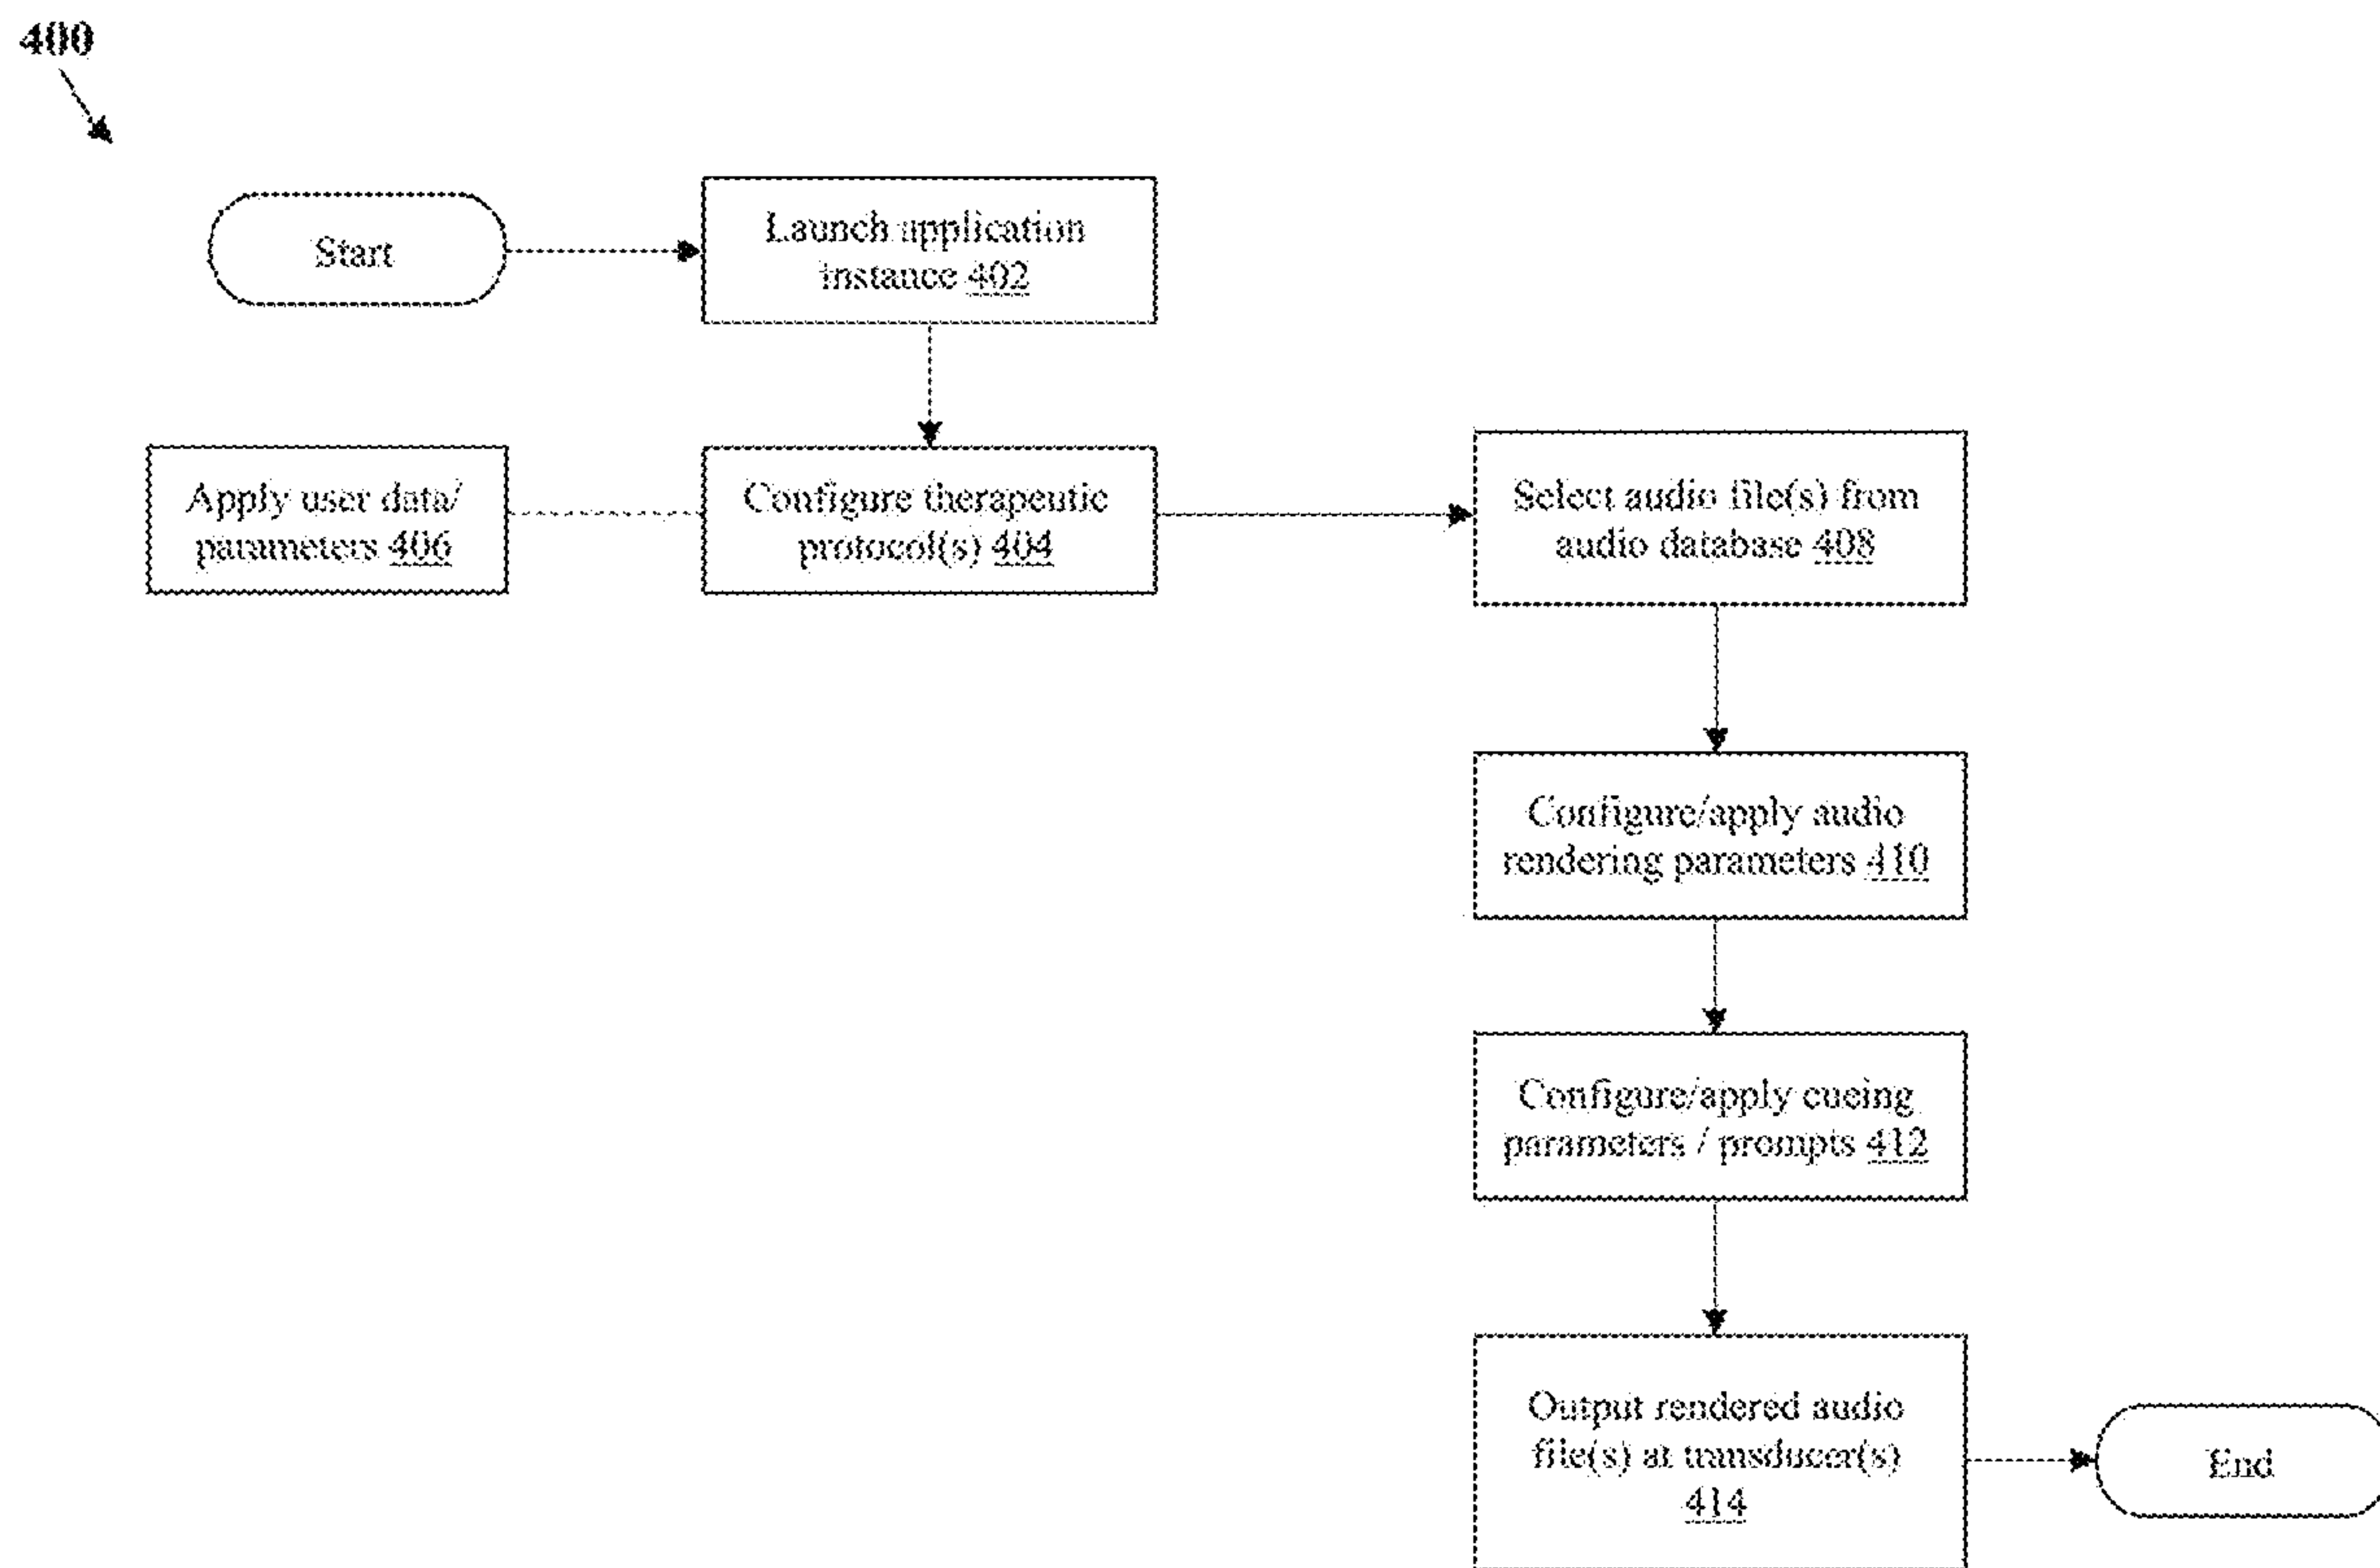 400
Start
Launch application
instance 402
Apply user data/
parameters 406
Configure therapeutic
protocol(s) 404
Select audio file(s) from
audio database 408
Configure/apply audio
rendering parameters 410
Configure/apply cueing
parameters / prompts 412
Output rendered audio
file(s) at transducer(s)
414
End